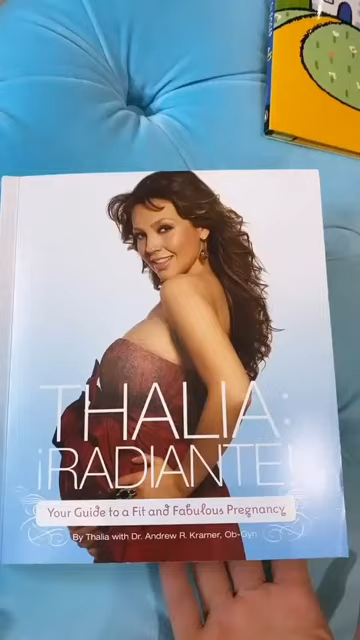 THALIA:
¡RADIANTE!
Your Guide to a Fit and Fabulous Pregnancy
By Thalia with Dr. Andrew R. Kramer, Ob-Gyn